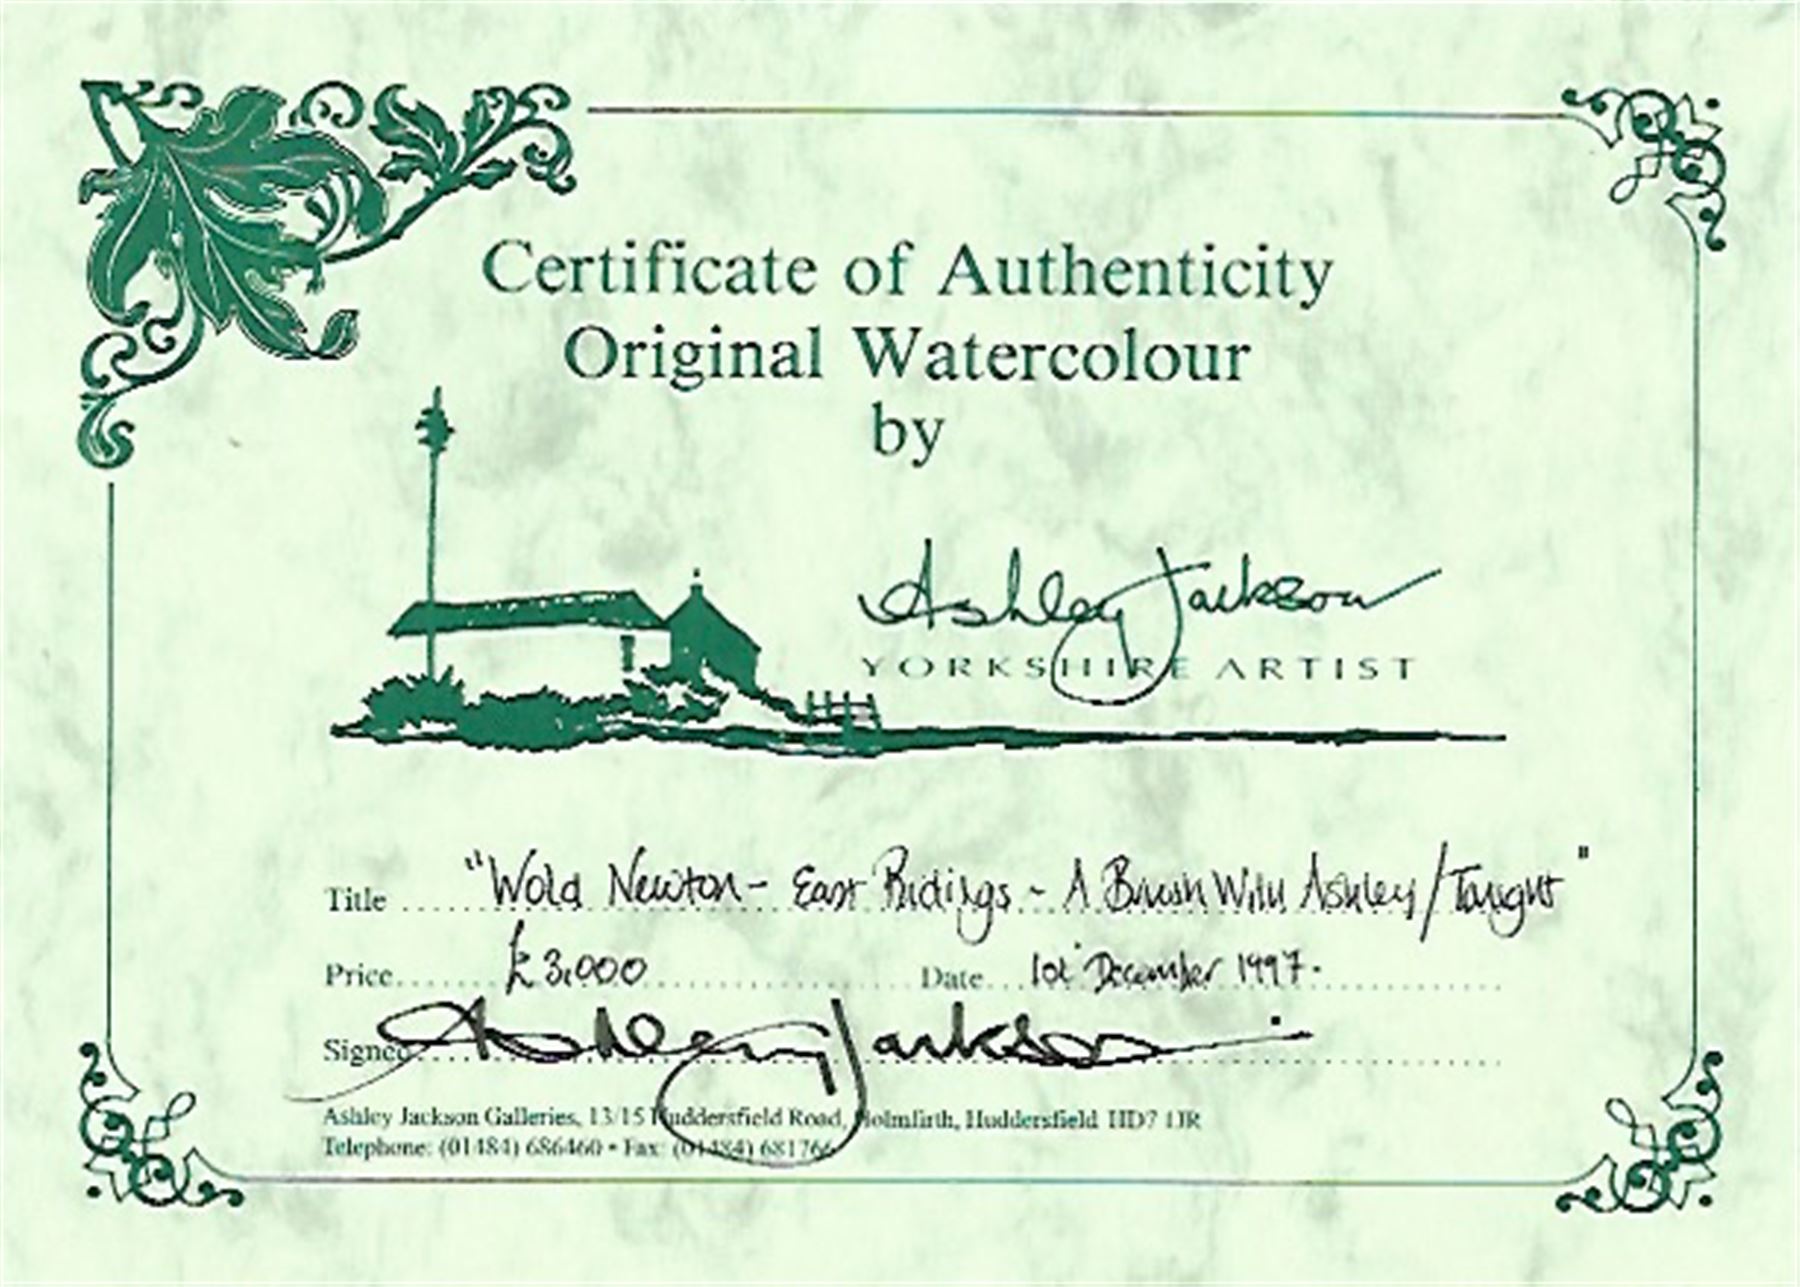 Certificate of Authenticity
Original Watercolour
by
Ashley Jackson
YORKSHIRE ARTIST
Title "Wold Newton - East Ridings - A Brush With Ashley / Taught"
Price £3,000 Date 1st December 1997.
Signed Ashley Jackson
Ashley Jackson Galleries, 13/15 Huddersfield Road, Holmfirth, Huddersfield HD7 1JR
Telephone: (01484) 686460 • Fax: (01484) 681766